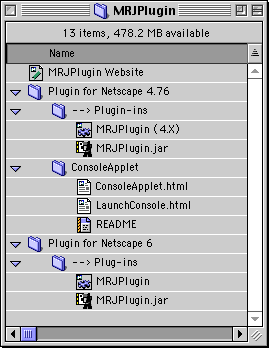 MRJPlugin
13 items, 478.2 MB available
Name
MRJPlugin Website
Plugin for Netscape 4.76
--> Plugin-ins
MRJPlugin (4.X)
MRJPlugin.jar
ConsoleApplet
ConsoleApplet.html
LaunchConsole.html
README
Plugin for Netscape 6
--> Plug-ins
MRJPlugin
MRJPlugin.jar